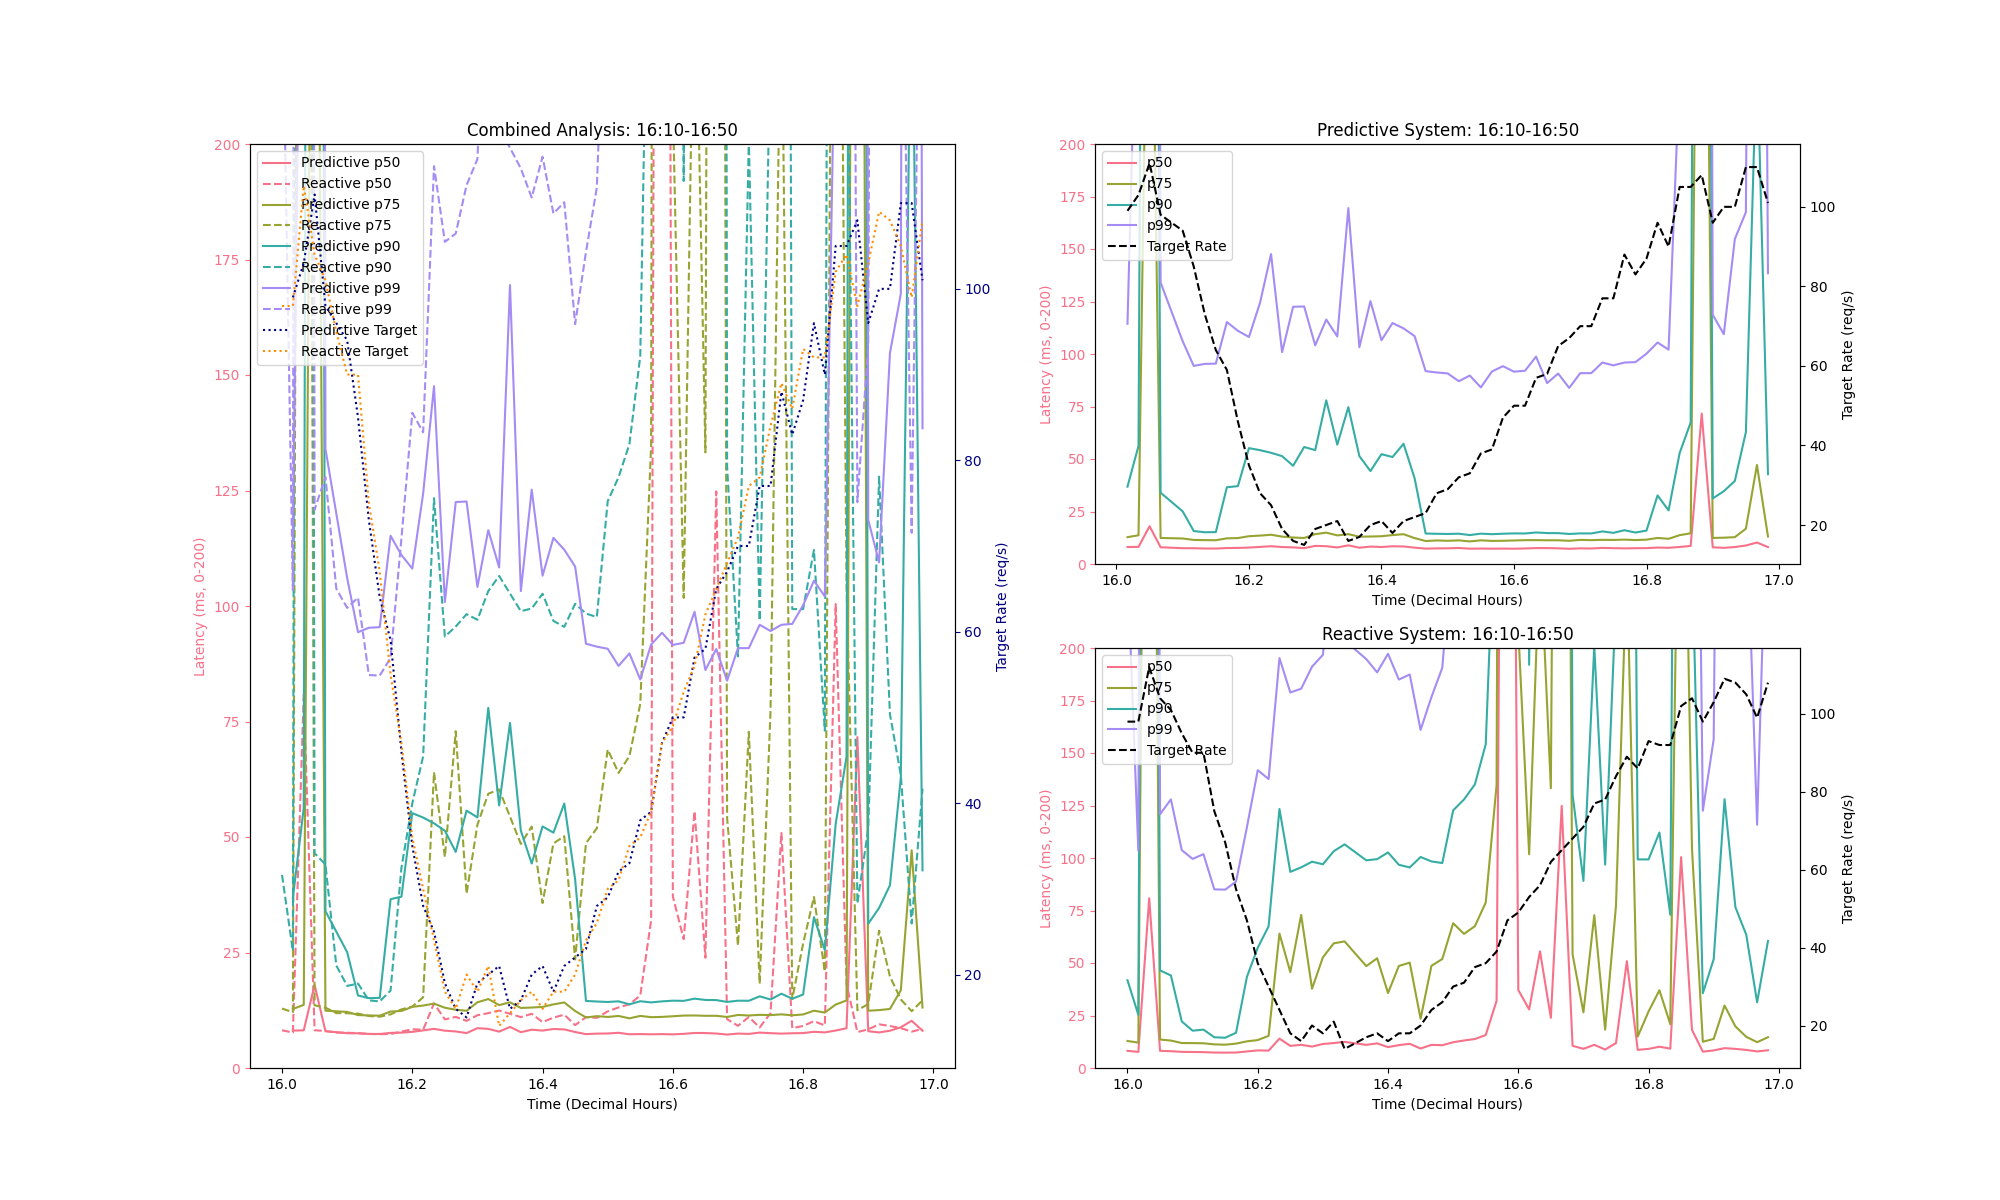 Combined Analysis: 16:10-16:50
200
175
150
125
100
75
50
25
0
Latency (ms, 0-200)
Predictive p50
Reactive p50
Predictive p75
Reactive p75
Predictive p90
Reactive p90
Predictive p99
Reactive p99
Predictive Target
Reactive Target
100
80
60
40
20
Target Rate (req/s)
16.0 16.2 16.4 16.6 16.8 17.0
Time (Decimal Hours)
Predictive System: 16:10-16:50
200
175
150
125
100
75
50
25
0
Latency (ms, 0-200)
p50
p75
p90
p99
Target Rate
100
80
60
40
20
Target Rate (req/s)
16.0 16.2 16.4 16.6 16.8 17.0
Time (Decimal Hours)
Reactive System: 16:10-16:50
200
175
150
125
100
75
50
25
0
Latency (ms, 0-200)
p50
p75
p90
p99
Target Rate
100
80
60
40
20
Target Rate (req/s)
16.0 16.2 16.4 16.6 16.8 17.0
Time (Decimal Hours)